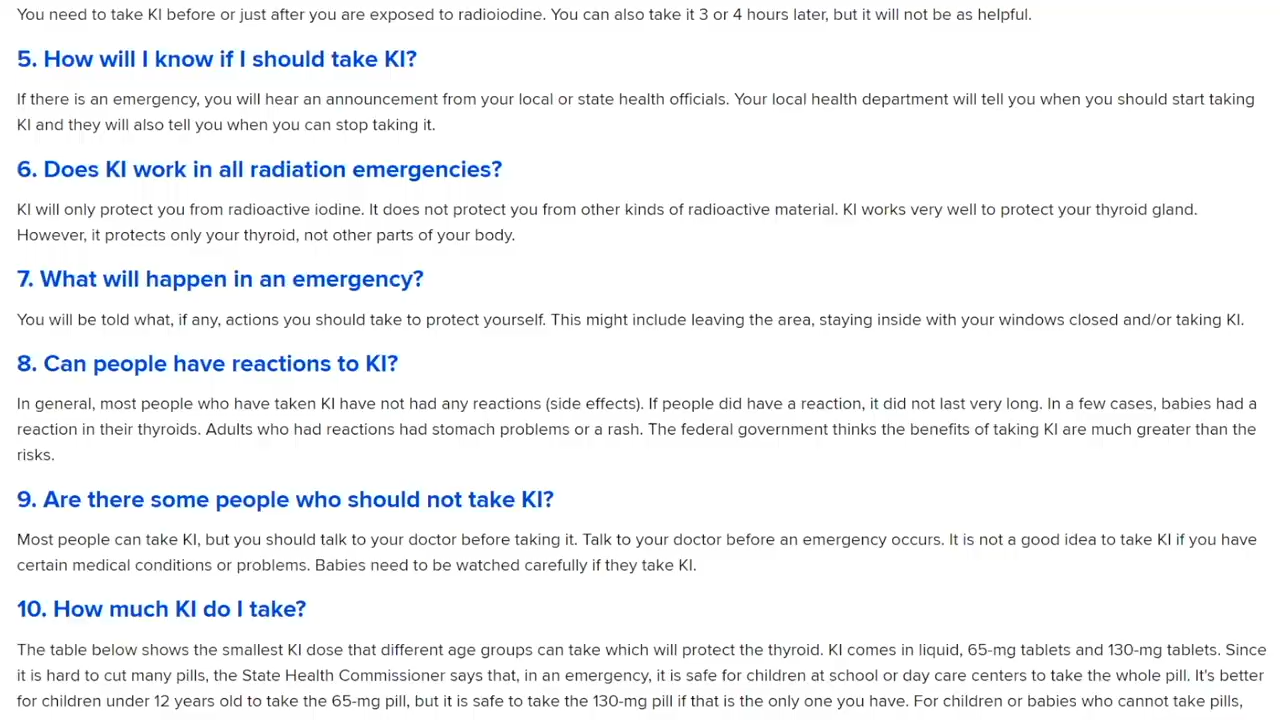 You need to take KI before or just after you are exposed to radioiodine. You can also take it 3 or 4 hours later, but it will not be as helpful.
5. How will I know if I should take KI?
If there is an emergency, you will hear an announcement from your local or state health officials. Your local health department will tell you when you should start taking
KI and they will also tell you when you can stop taking it.
6. Does KI work in all radiation emergencies?
KI will only protect you from radioactive iodine. It does not protect you from other kinds of radioactive material. KI works very well to protect your thyroid gland.
However, it protects only your thyroid, not other parts of your body.
7. What will happen in an emergency?
You will be told what, if any, actions you should take to protect yourself. This might include leaving the area, staying inside with your windows closed and/or taking KI.
8. Can people have reactions to KI?
In general, most people who have taken KI have not had any reactions (side effects). If people did have a reaction, it did not last very long. In a few cases, babies had a
reaction in their thyroids. Adults who had reactions had stomach problems or a rash. The federal government thinks the benefits of taking KI are much greater than the
risks.
9. Are there some people who should not take KI?
Most people can take KI, but you should talk to your doctor before taking it. Talk to your doctor before an emergency occurs. It is not a good idea to take KI if you have
certain medical conditions or problems. Babies need to be watched carefully if they take KI.
10. How much KI do I take?
The table below shows the smallest KI dose that different age groups can take which will protect the thyroid. KI comes in liquid, 65-mg tablets and 130-mg tablets. Since
it is hard to cut many pills, the State Health Commissioner says that, in an emergency, it is safe for children at school or day care centers to take the whole pill. It's better
for children under 12 years old to take the 65-mg pill, but it is safe to take the 130-mg pill if that is the only one you have. For children or babies who cannot take pills,